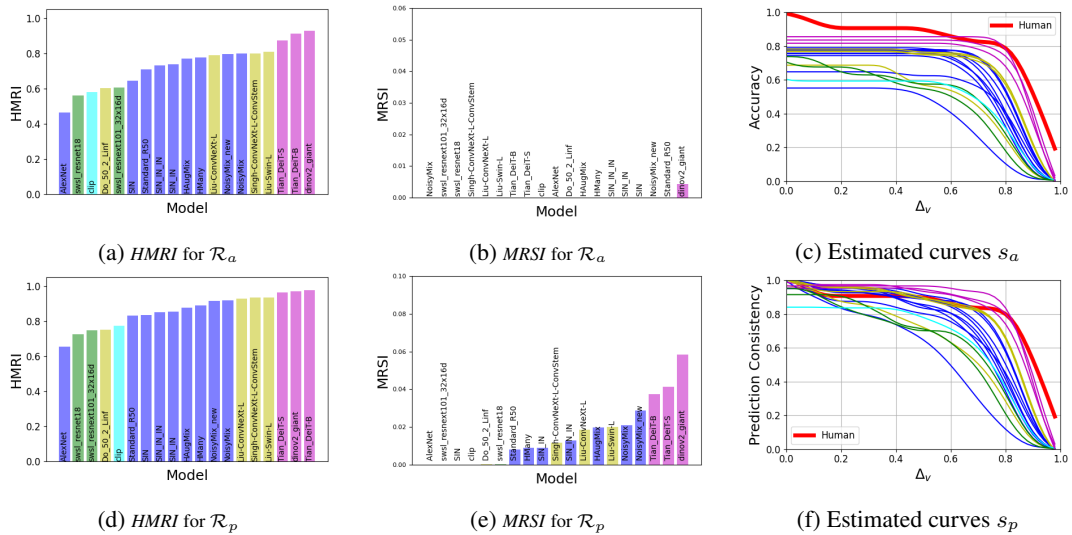 HMRI
1.0
0.8
0.6
0.4
0.2
0.0
AlexNet
swsl_resnet18
clip
Do_50_2_Linf
swsl_resnext101_32x16d
SIN
Standard_R50
SIN_IN_IN
SIN_IN
HAugMix
HMany
Liu-ConvNeXt-L
NoisyMix_new
NoisyMix
Singh-ConvNeXt-L-ConvStem
Liu-Swin-L
Tian_DeiT-S
Tian_DeiT-B
dinov2_giant
Model
(a) HMRI for Rₐ
MRSI
0.06
0.05
0.04
0.03
0.02
0.01
0.00
NoisyMix
swsl_resnext101_32x16d
swsl_resnet18
Singh-ConvNeXt-L-ConvStem
Liu-ConvNeXt-L
Liu-Swin-L
Tian_DeiT-B
Tian_DeiT-S
clip
AlexNet
Do_50_2_Linf
HAugMix
HMany
SIN_IN_IN
SIN_IN
SIN
NoisyMix_new
Standard_R50
dinov2_giant
Model
(b) MRSI for Rₐ
Accuracy
1.0
0.8
0.6
0.4
0.2
0.0
Human
0.0 0.2 0.4 0.6 0.8 1.0
Δᵥ
(c) Estimated curves sₐ
HMRI
1.0
0.8
0.6
0.4
0.2
0.0
AlexNet
swsl_resnet18
swsl_resnext101_32x16d
Do_50_2_Linf
clip
Standard_R50
SIN
SIN_IN
SIN_IN_IN
HAugMix
HMany
NoisyMix_new
NoisyMix
Liu-ConvNeXt-L
Singh-ConvNeXt-L-ConvStem
Liu-Swin-L
Tian_DeiT-S
dinov2_giant
Tian_DeiT-B
Model
(d) HMRI for Rₚ
MRSI
0.10
0.08
0.06
0.04
0.02
0.00
AlexNet
swsl_resnext101_32x16d
SIN
clip
Do_50_2_Linf
swsl_resnet18
Standard_R50
HMany
SIN_IN
Singh-ConvNeXt-L-ConvStem
SIN_IN_IN
Liu-ConvNeXt-L
HAugMix
Liu-Swin-L
NoisyMix
NoisyMix_new
Tian_DeiT-B
Tian_DeiT-S
dinov2_giant
Model
(e) MRSI for Rₚ
Prediction Consistency
1.0
0.8
0.6
0.4
0.2
0.0
Human
0.0 0.2 0.4 0.6 0.8 1.0
Δᵥ
(f) Estimated curves sₚ